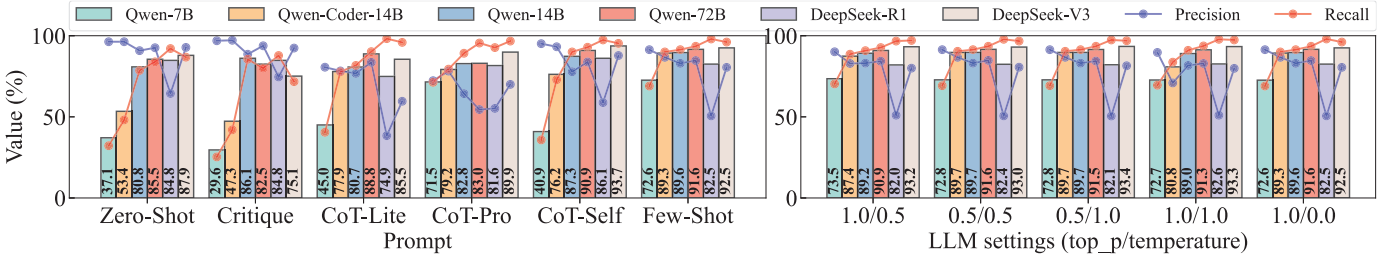 Qwen-7B Qwen-Coder-14B Qwen-14B Qwen-72B DeepSeek-R1 DeepSeek-V3 Precision Recall
Value (%)
100
50
0
37.1 53.4 80.8 85.5 84.8 87.9
29.6 47.3 86.1 82.5 84.8 75.1
45.0 77.9 80.7 88.8 74.9 85.5
71.5 79.2 82.8 83.0 81.6 89.9
40.9 76.2 87.3 90.9 86.1 93.7
72.6 89.3 89.6 91.6 82.5 92.5
Zero-Shot Critique CoT-Lite CoT-Pro CoT-Self Few-Shot
Prompt
100
50
0
73.5 87.4 89.2 90.9 82.0 93.2
72.8 89.7 89.7 91.6 82.4 93.0
72.8 89.7 89.7 91.5 82.1 93.4
72.7 80.8 89.0 91.3 82.6 93.3
72.6 89.3 89.6 91.6 82.5 92.5
1.0/0.5 0.5/0.5 0.5/1.0 1.0/1.0 1.0/0.0
LLM settings (top_p/temperature)